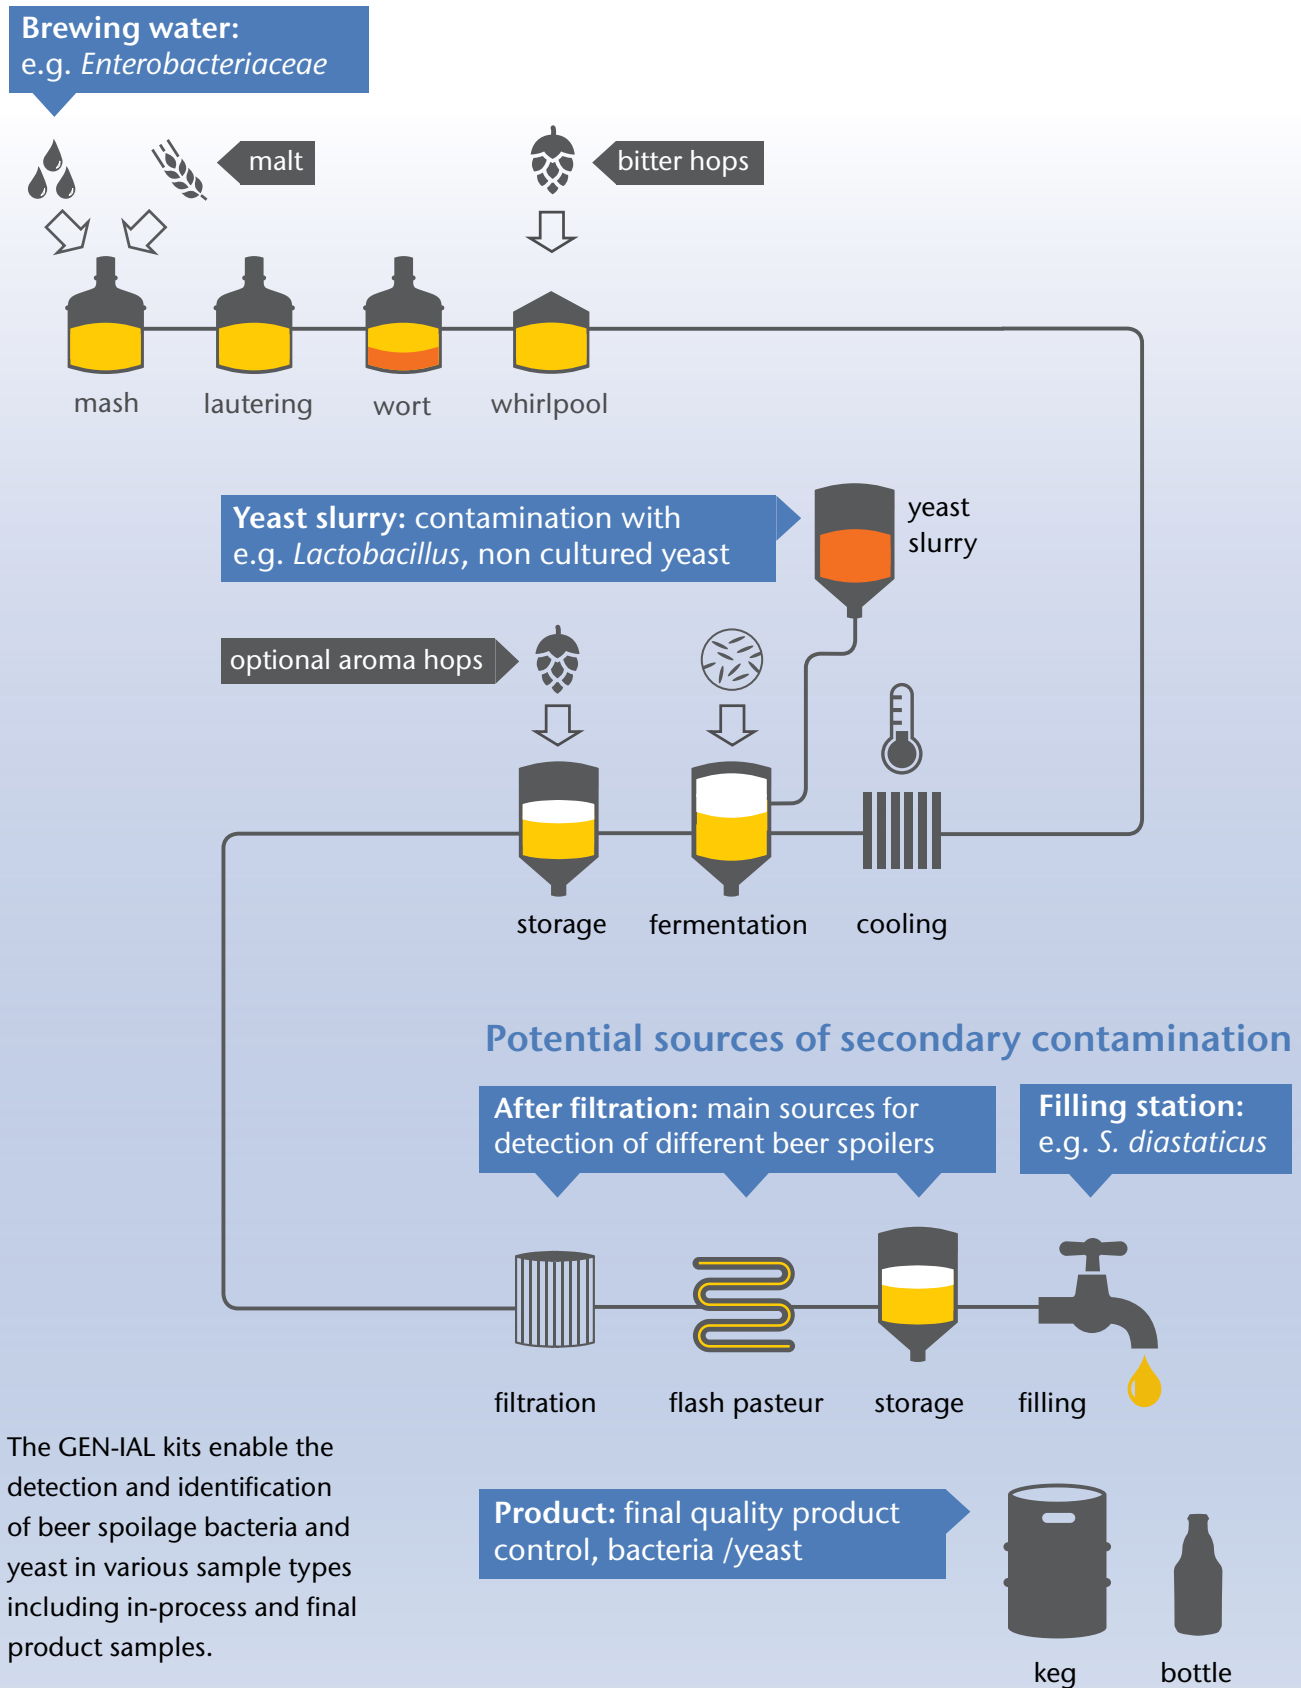 Brewing water:
e.g. Enterobacteriaceae
malt
bitter hops
mash
lautering
wort
whirlpool
Yeast slurry: contamination with
e.g. Lactobacillus, non cultured yeast
yeast
slurry
optional aroma hops
storage
fermentation
cooling
Potential sources of secondary contamination
After filtration: main sources for
detection of different beer spoilers
Filling station:
e.g. S. diastaticus
filtration
flash pasteur
storage
filling
The GEN-IAL kits enable the
detection and identification
of beer spoilage bacteria and
yeast in various sample types
including in-process and final
product samples.
Product: final quality product
control, bacteria /yeast
keg
bottle